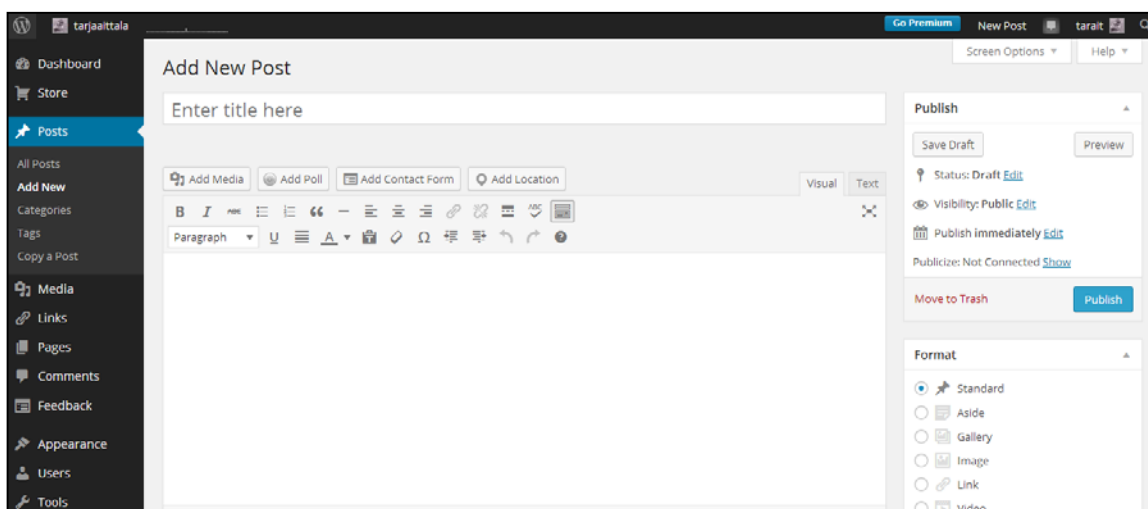 tarjaaittala
Go Premium
New Post
tarait
Screen Options
Help
Dashboard
Store
Posts
All Posts
Add New
Categories
Tags
Copy a Post
Media
Links
Pages
Comments
Feedback
Appearance
Users
Tools
Add New Post
Enter title here
Add Media Add Poll Add Contact Form Add Location
Visual Text
B I ABC ABC
Paragraph U A T Ω
Publish
Save Draft Preview
Status: Draft Edit
Visibility: Public Edit
Publish immediately Edit
Publicize: Not Connected Show
Move to Trash Publish
Format
Standard
Aside
Gallery
Image
Link
Video